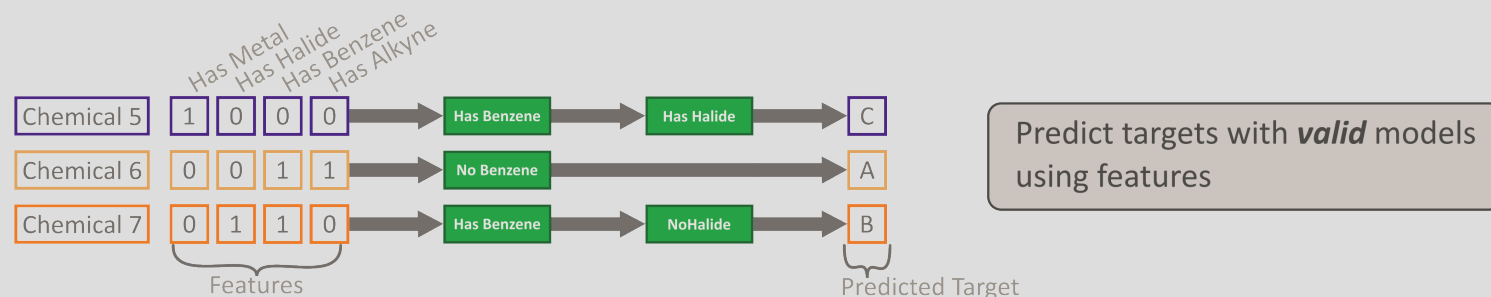 Has Metal
Has Halide
Has Benzene
Has Alkyne
Chemical 5 1 0 0 0 Has Benzene Has Halide C
Chemical 6 0 0 1 1 No Benzene A
Chemical 7 0 1 1 0 Has Benzene NoHalide B
Features
Predicted Target
Predict targets with valid models
using features